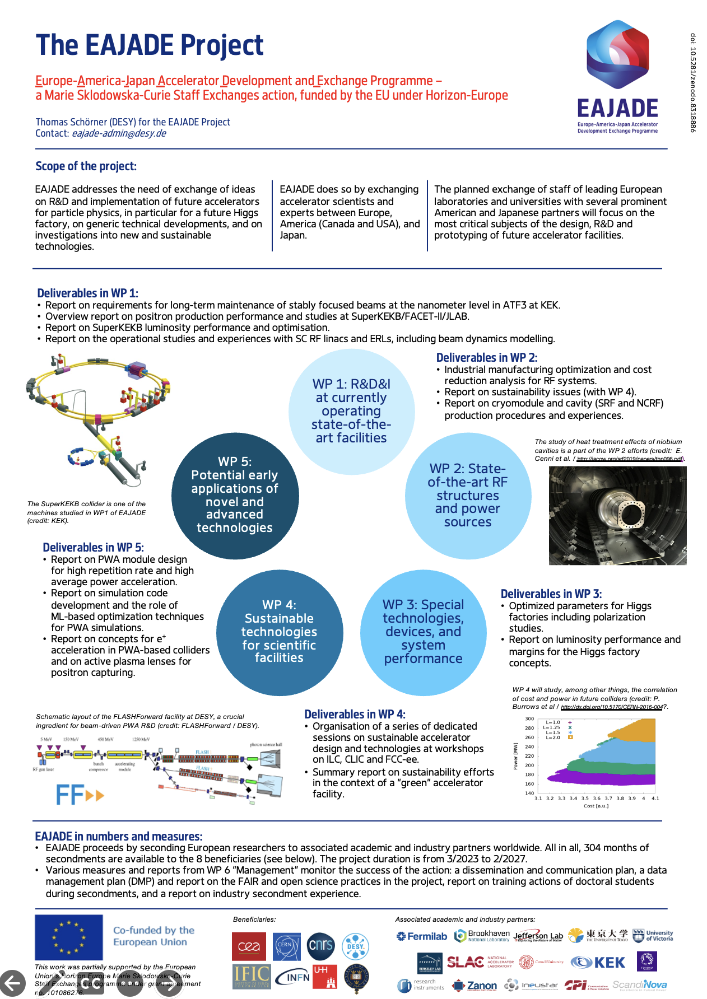 The EAJADE Project
Europe-America-Japan Accelerator Development and Exchange Programme –
a Marie Sklodowska-Curie Staff Exchanges action, funded by the EU under Horizon-Europe
Thomas Schörner (DESY) for the EAJADE Project
Contact: eajade-admin@desy.de
EAJADE
Europe-America-Japan Accelerator
Development Exchange Programme
doi: 10.5281/zenodo.8318886
Scope of the project:
EAJADE addresses the need of exchange of ideas
on R&D and implementation of future accelerators
for particle physics, in particular for a future Higgs
factory, on generic technical developments, and on
investigations into new and sustainable
technologies.
EAJADE does so by exchanging
accelerator scientists and
experts between Europe,
America (Canada and USA), and
Japan.
The planned exchange of staff of leading European
laboratories and universities with several prominent
American and Japanese partners will focus on the
most critical subjects of the design, R&D and
prototyping of future accelerator facilities.
Deliverables in WP 1:
• Report on requirements for long-term maintenance of stably focused beams at the nanometer level in ATF3 at KEK.
• Overview report on positron production performance and studies at SuperKEKB/FACET-II/JLAB.
• Report on SuperKEKB luminosity performance and optimisation.
• Report on the operational studies and experiences with SC RF linacs and ERLs, including beam dynamics modelling.
WP 1: R&D&I
at currently
operating
state-of-the-
art facilities
Deliverables in WP 2:
• Industrial manufacturing optimization and cost
reduction analysis for RF systems.
• Report on sustainability issues (with WP 4).
• Report on cryomodule and cavity (SRF and NCRF)
production procedures and experiences.
WP 5:
Potential early
applications of
novel and
advanced
technologies
WP 2: State-
of-the-art RF
structures
and power
sources
The study of heat treatment effects of niobium
cavities is a part of the WP 2 efforts (credit: E.
Cenni et al. / http://jacow.org/srf2019/papers/thp096.pdf).
The SuperKEKB collider is one of the
machines studied in WP1 of EAJADE
(credit: KEK).
Deliverables in WP 5:
• Report on PWA module design
for high repetition rate and high
average power acceleration.
• Report on simulation code
development and the role of
ML-based optimization techniques
for PWA simulations.
• Report on concepts for e+
acceleration in PWA-based colliders
and on active plasma lenses for
positron capturing.
WP 4:
Sustainable
technologies
for scientific
facilities
WP 3: Special
technologies,
devices, and
system
performance
Deliverables in WP 3:
• Optimized parameters for Higgs
factories including polarization
studies.
• Report on luminosity performance and
margins for the Higgs factory
concepts.
WP 4 will study, among other things, the correlation
of cost and power in future colliders (credit: P.
Burrows et al / http://dx.doi.org/10.5170/CERN-2016-004?.
Schematic layout of the FLASHForward facility at DESY, a crucial
ingredient for beam-driven PWA R&D (credit: FLASHForward / DESY).
5 MeV 150 MeV 450 MeV 1250 MeV
photon science hall
FLASH
FLASH
RF gun laser
bunch
compressor
accelerating
module
FF
Deliverables in WP 4:
• Organisation of a series of dedicated
sessions on sustainable accelerator
design and technologies at workshops
on ILC, CLIC and FCC-ee.
• Summary report on sustainability efforts
in the context of a "green" accelerator
facility.
L=1.0
L=1.25
L=1.5
L=2.0
Power [MW]
300
280
260
240
220
200
180
160
140
3.1 3.2 3.3 3.4 3.5 3.6 3.7 3.8 3.9 4 4.1
Cost [a.u.]
EAJADE in numbers and measures:
• EAJADE proceeds by seconding European researchers to associated academic and industry partners worldwide. All in all, 304 months of
secondments are available to the 8 beneficiaries (see below). The project duration is from 3/2023 to 2/2027.
• Various measures and reports from WP 6 "Management" monitor the success of the action: a dissemination and communication plan, a data
management plan (DMP) and report on the FAIR and open science practices in the project, report on training actions of doctoral students
during secondments, and a report on industry secondment experience.
Co-funded by the
European Union
This work was partially supported by the European
Union's Horizon Europe Marie Sklodowska-Curie
Staff Exchanges programme under grant agreement
no. 101086276.
CC
Beneficiaries:
cea CERN cnrs DESY.
IFIC INFN UHH
Associated academic and industry partners:
Fermilab Brookhaven National Laboratory Jefferson Lab Exploring the Nature of Matter 東京大学 THE UNIVERSITY OF TOKYO University of Victoria
BERKELEY LAB SLAC NATIONAL ACCELERATOR LABORATORY Cornell University KEK TOHOKU
research instruments Zanon ineustar CPI ScandiNova